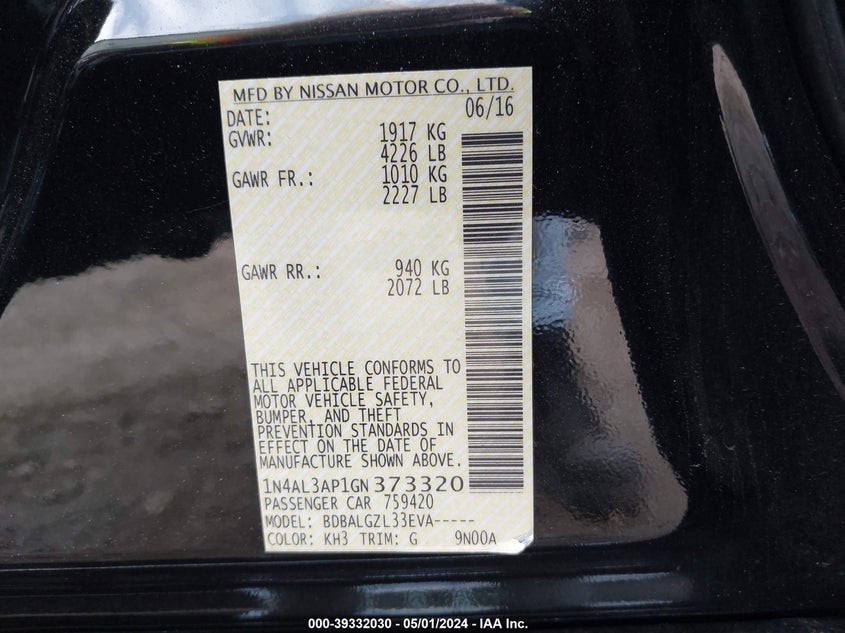 MFD BY NISSAN MOTOR CO., LTD.
DATE: 06/16
GVWR: 1917 KG
4226 LB
GAWR FR.: 1010 KG
2227 LB
GAWR RR.: 940 KG
2072 LB
THIS VEHICLE CONFORMS TO
ALL APPLICABLE FEDERAL
MOTOR VEHICLE SAFETY,
BUMPER, AND THEFT
PREVENTION STANDARDS IN
EFFECT ON THE DATE OF
MANUFACTURE SHOWN ABOVE.
1N4AL3AP1GN373320
PASSENGER CAR 759420
MODEL: BDBALGZL33EVA-----
COLOR: KH3 TRIM: G 9N00A
000-39332030 - 05/01/2024 - IAA Inc.